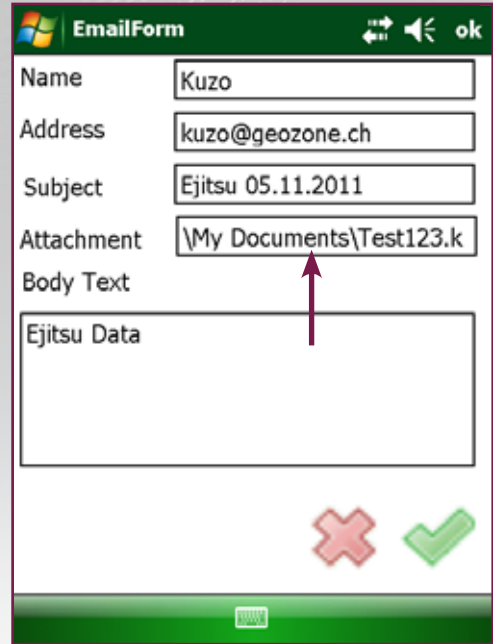 EmailForm ok
Name Kuzo
Address kuzo@geozone.ch
Subject Ejitsu 05.11.2011
Attachment \My Documents\Test123.k
Body Text
Ejitsu Data